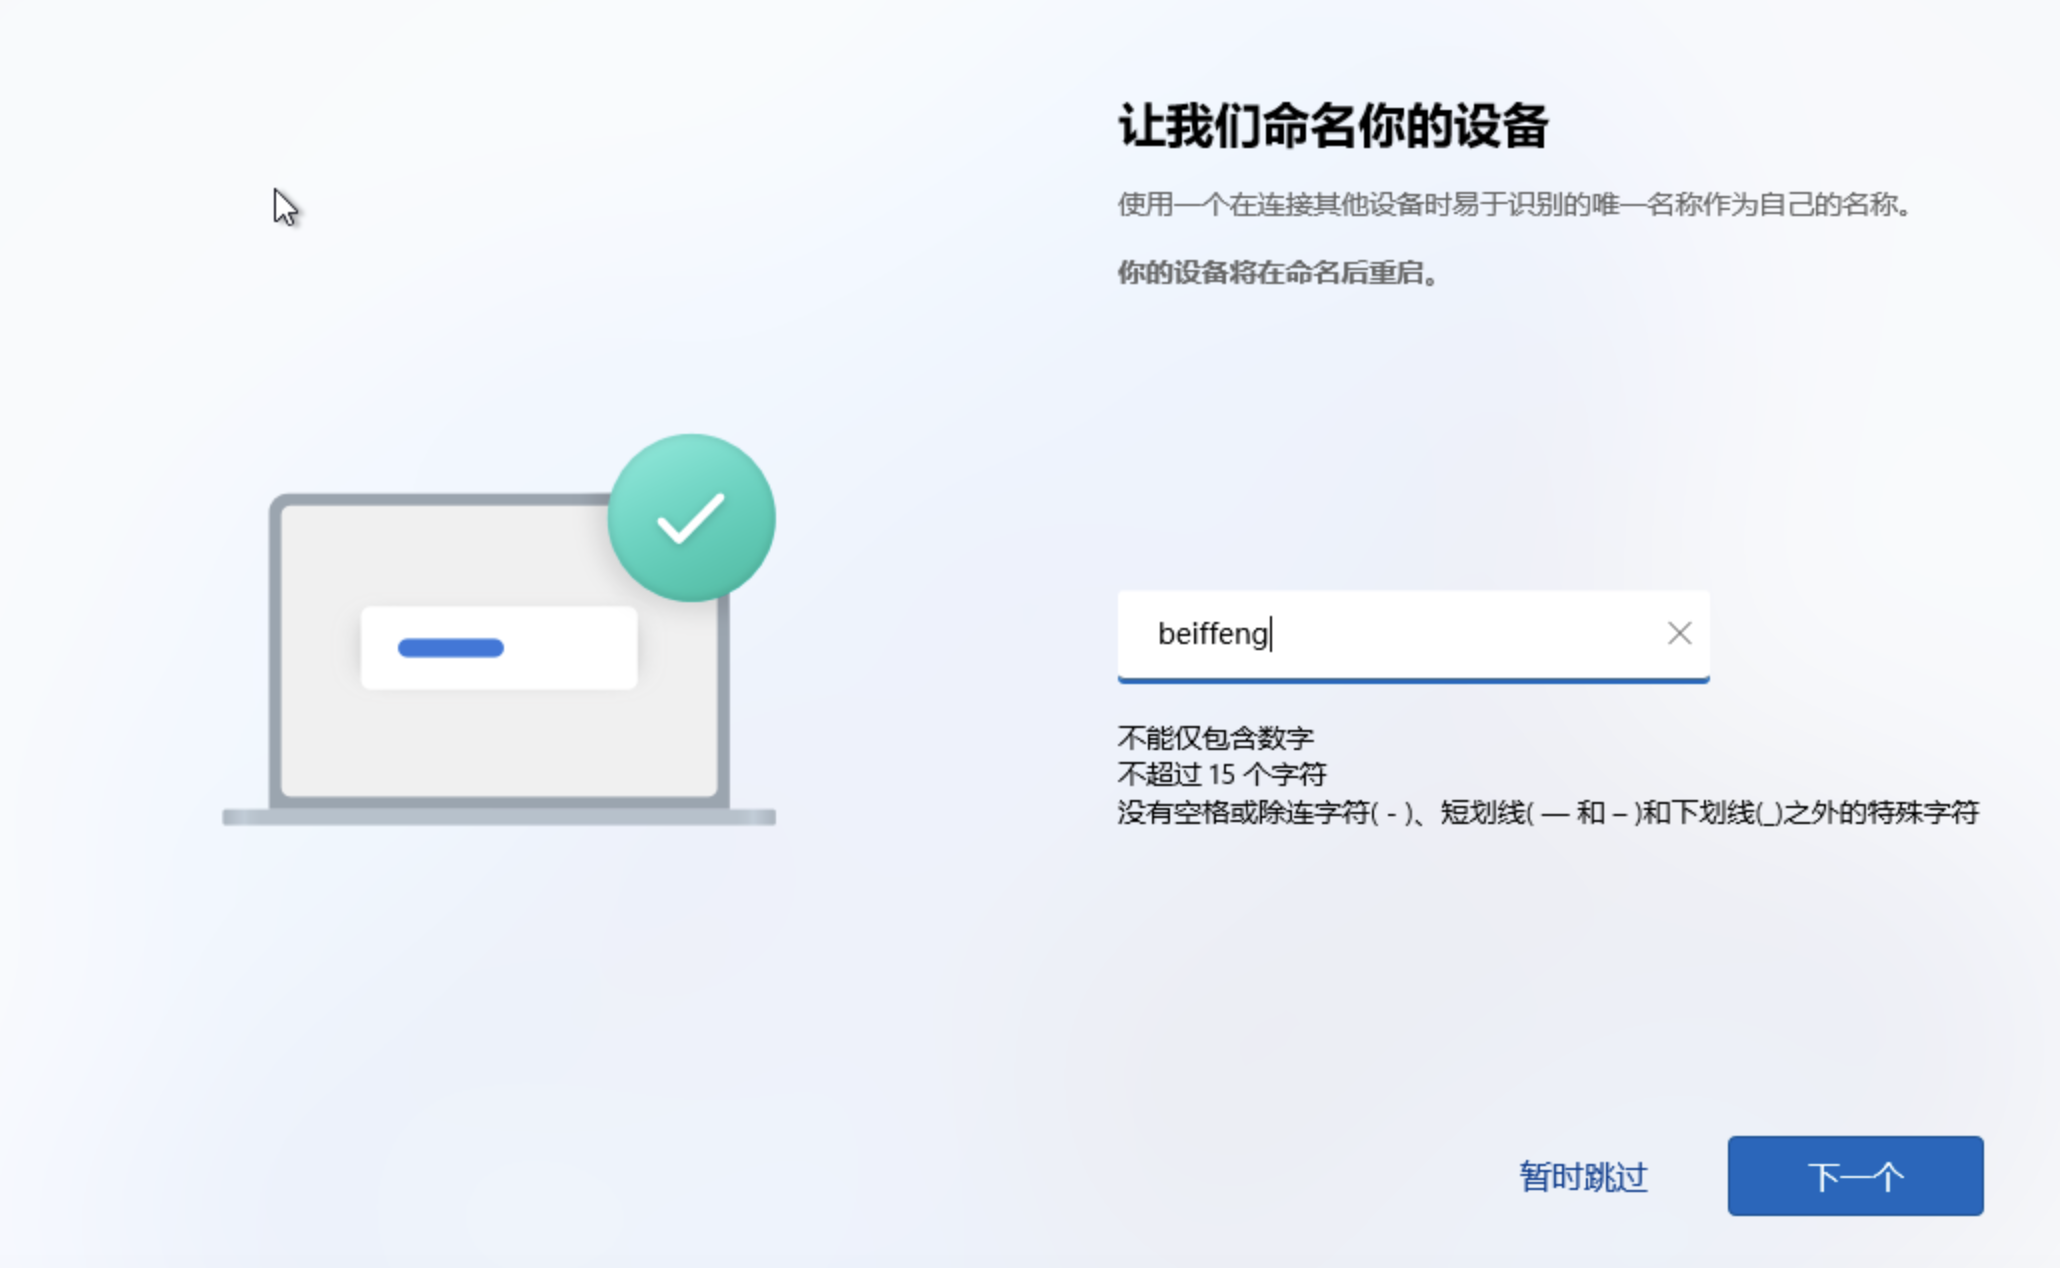 让我们命名你的设备
使用一个在连接其他设备时易于识别的唯一名称作为自己的名称。
你的设备将在命名后重启。
beiffeng
不能仅包含数字
不超过 15 个字符
没有空格或除连字符( - )、短划线( — 和 – )和下划线(_)之外的特殊字符
暂时跳过
下一个